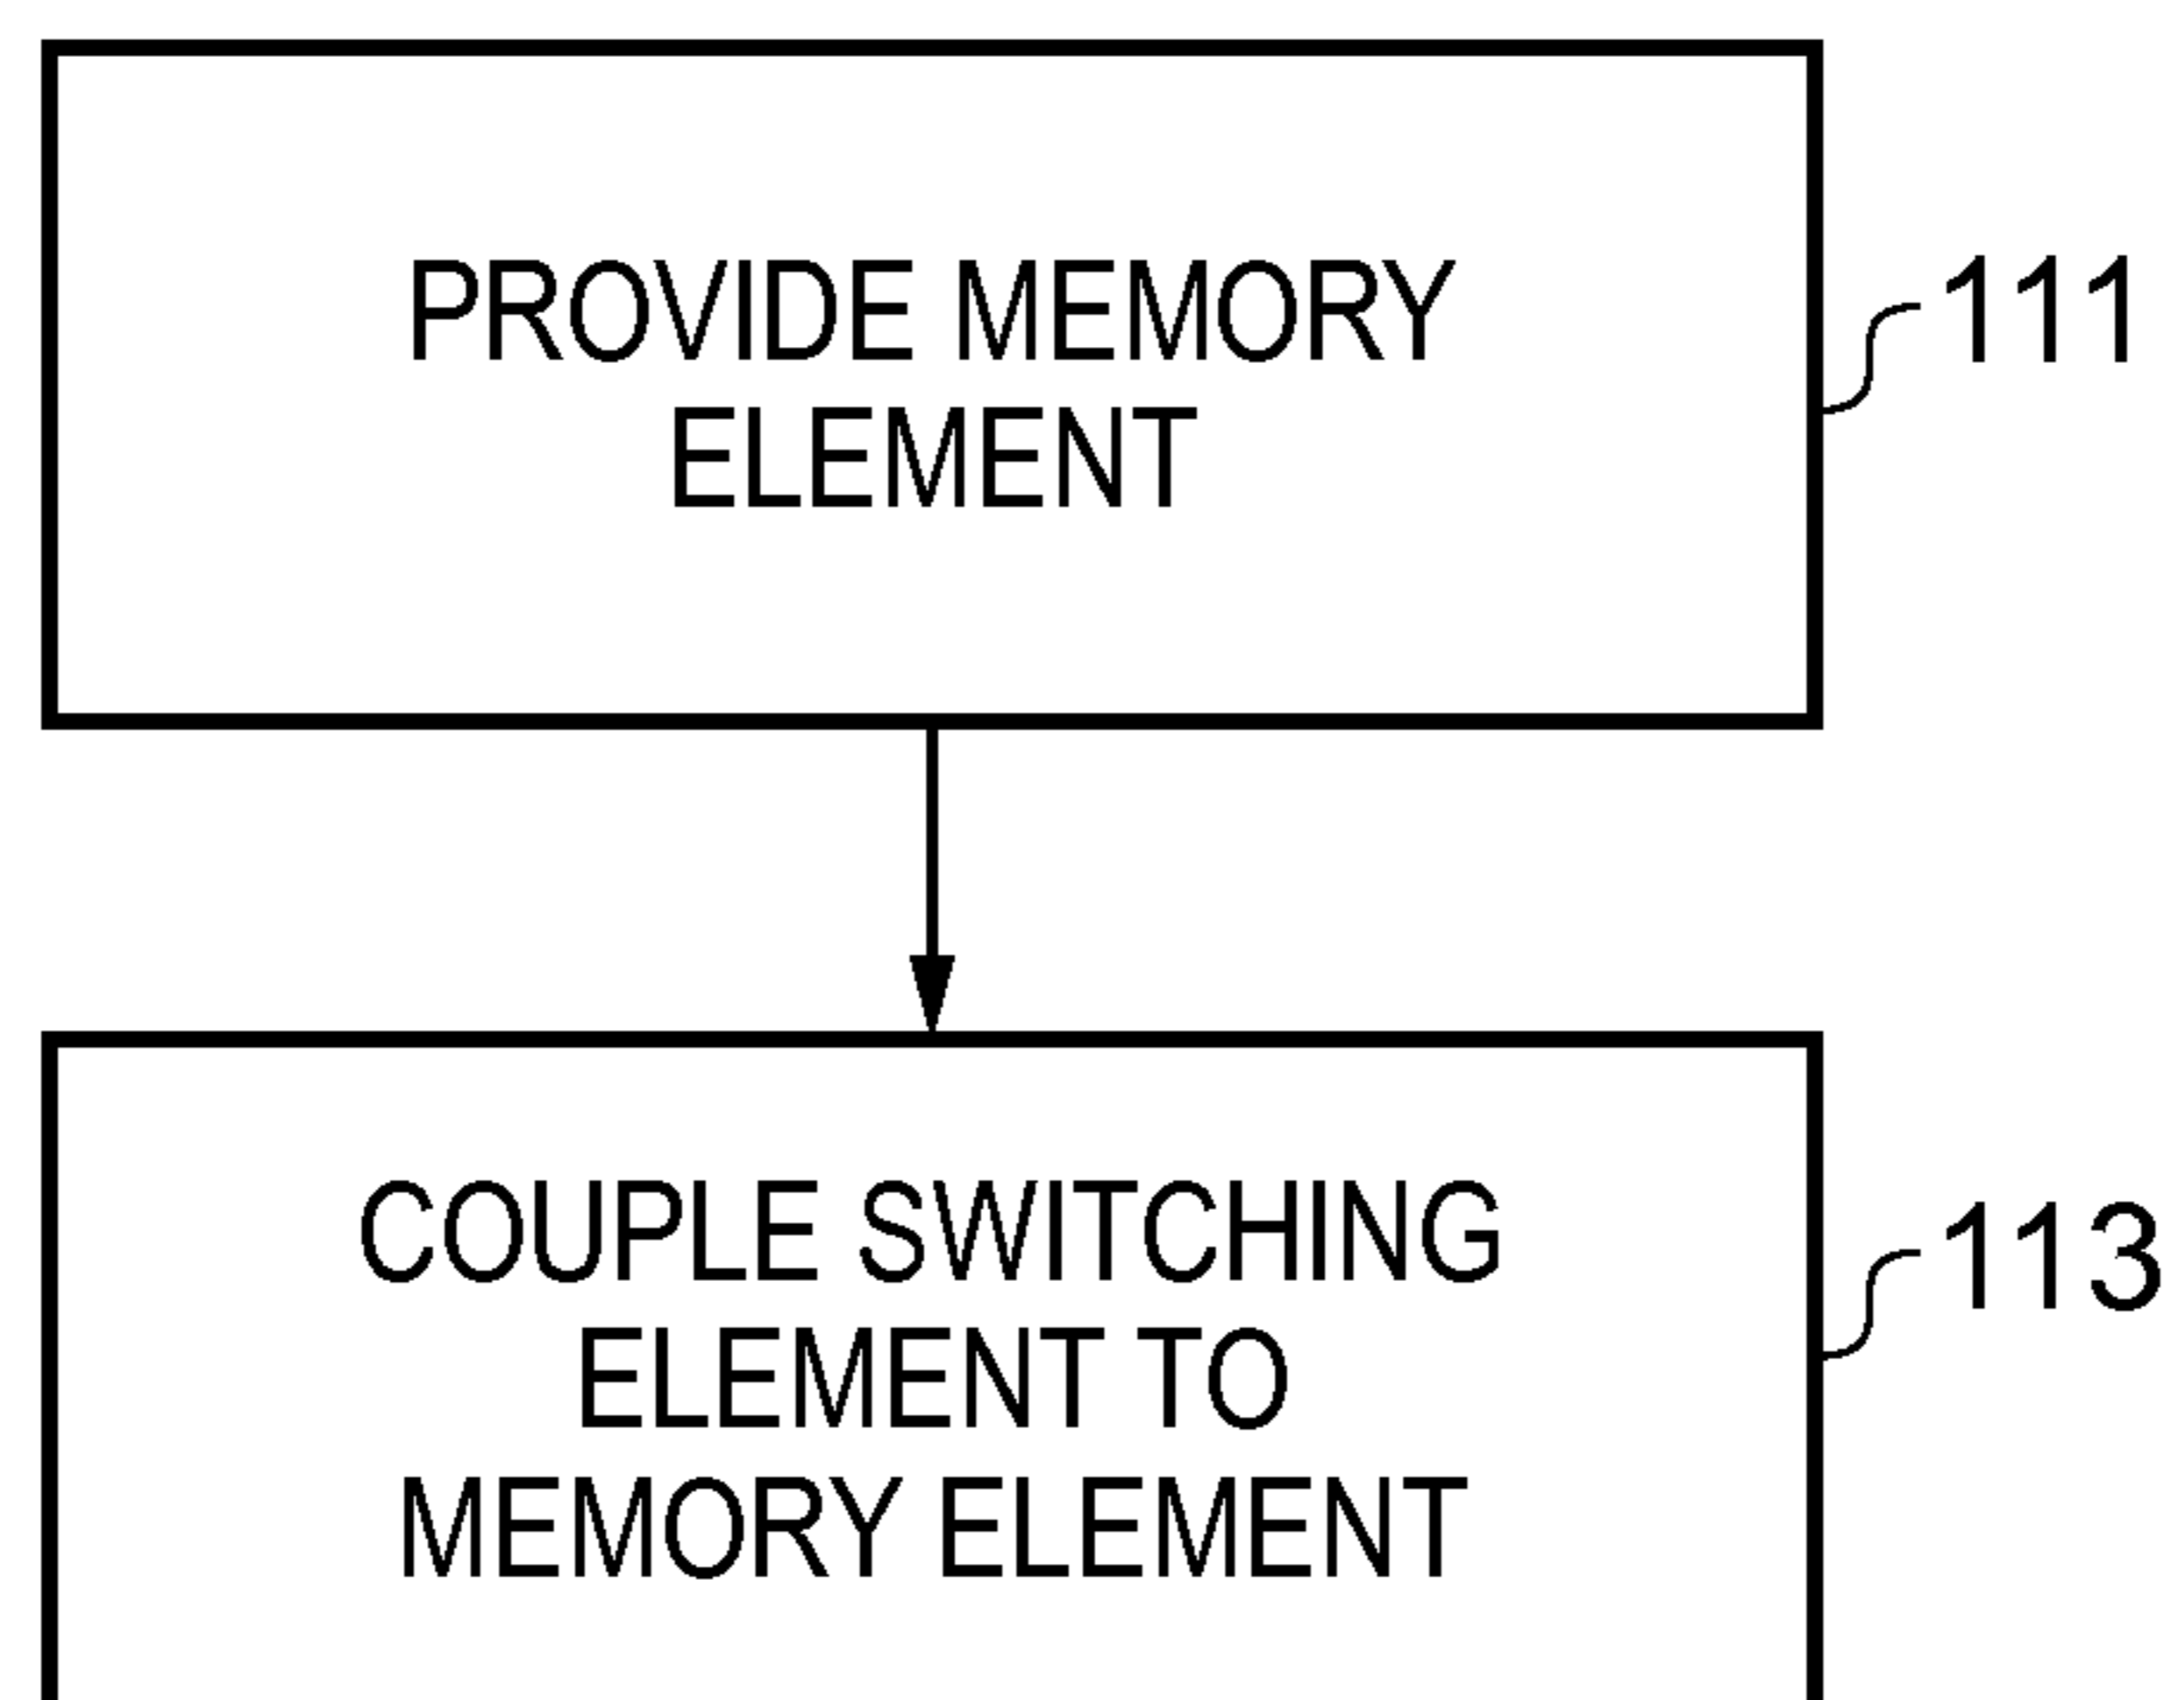 PROVIDE MEMORY
ELEMENT
111
COUPLE SWITCHING
ELEMENT TO
MEMORY ELEMENT
113